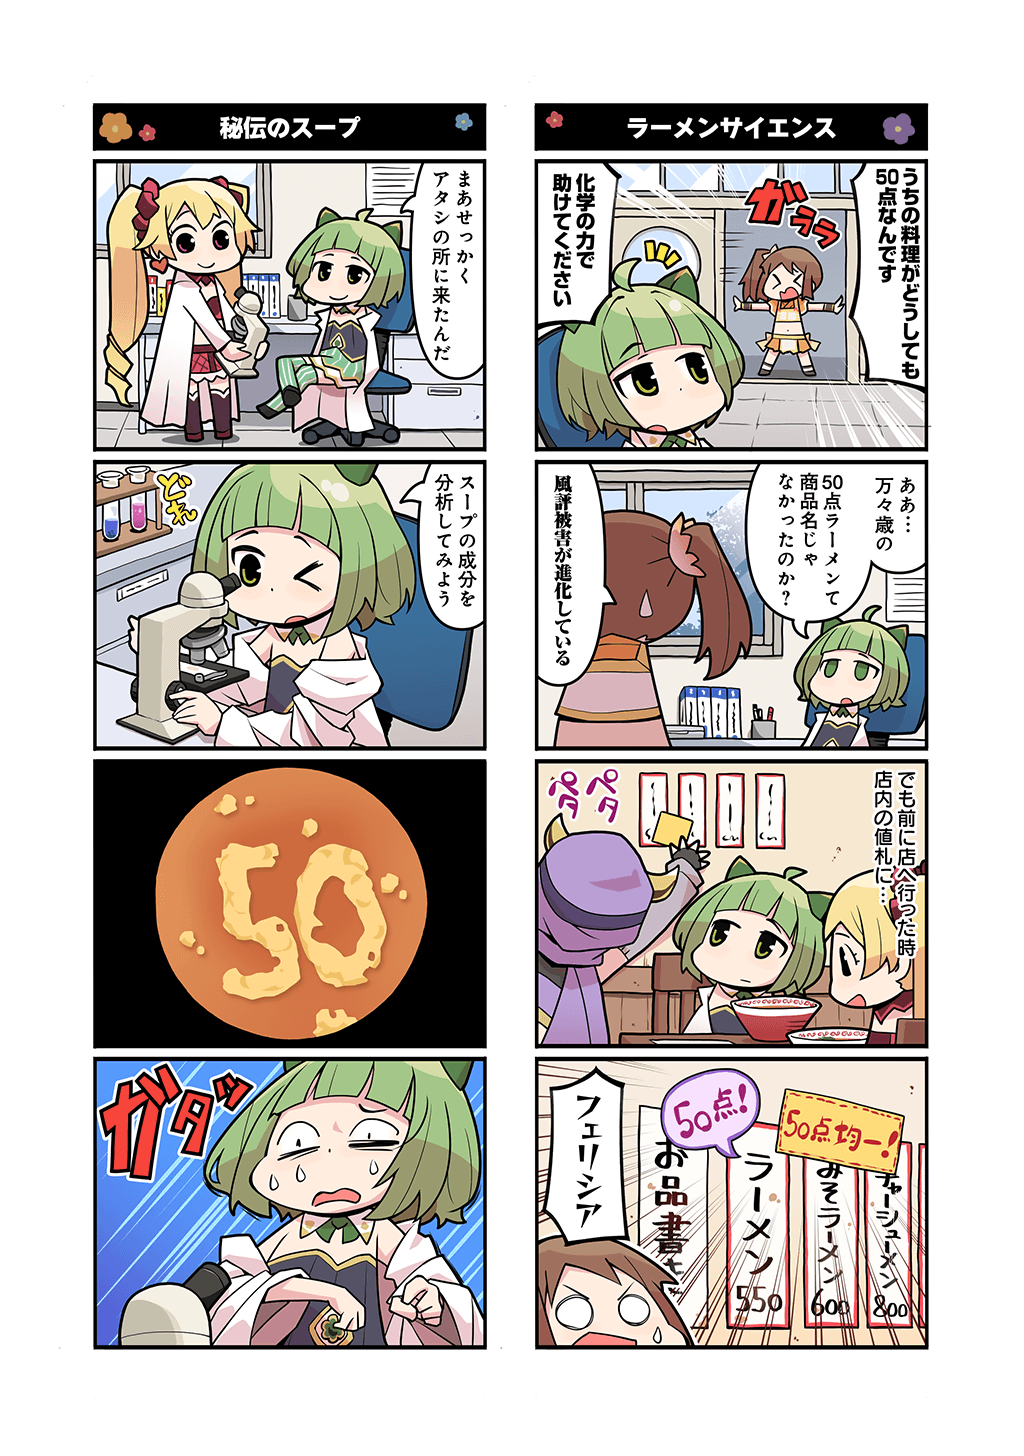 ラーメンサイエンス
うちの料理がどうしても
50点なんです
ガララ
化学の力で
助けてください
ああ…
万々歳の
50点ラーメンて
商品名じゃ
なかったのか？
風評被害が進化している
でも前に店へ行った時
店内の値札に…
ペタ
ペタ
50点均一！
50点！
チャーシューメン
800
みそラーメン
600
ラーメン
550
お品書き
フェリシア
秘伝のスープ
まあせっかく
アタシの所に来たんだ
スープの成分を
分析してみよう
どれ
50
ガタッ